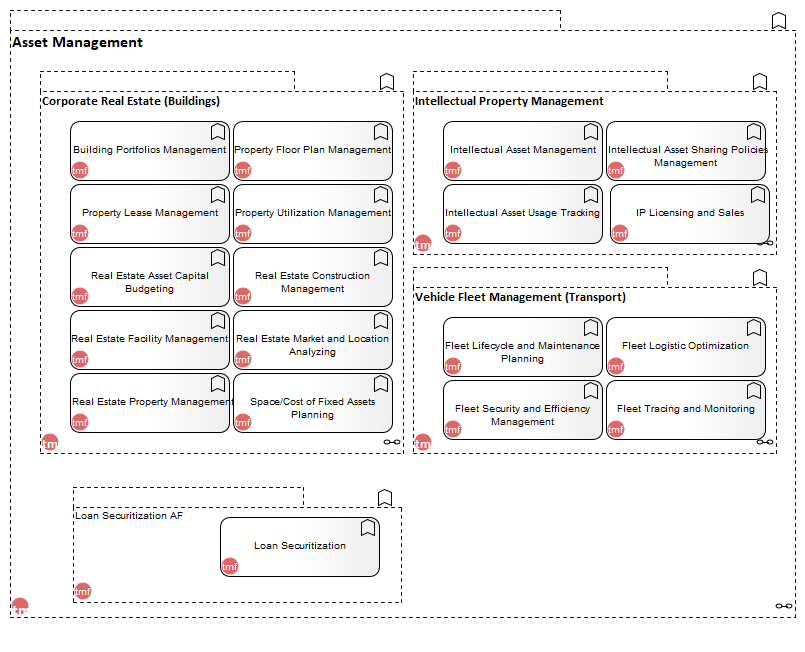 Asset Management
Corporate Real Estate (Buildings)
Building Portfolios Management
tmf
Property Floor Plan Management
tmf
Property Lease Management
tmf
Property Utilization Management
tmf
Real Estate Asset Capital
Budgeting
tmf
Real Estate Construction
Management
tmf
Real Estate Facility Management
tmf
Real Estate Market and Location
Analyzing
tmf
Real Estate Property Management
tmf
Space/Cost of Fixed Assets
Planning
tmf
tm
Intellectual Property Management
Intellectual Asset Management
tmf
Intellectual Asset Sharing Policies
Management
tmf
Intellectual Asset Usage Tracking
tmf
IP Licensing and Sales
tmf
tm
Vehicle Fleet Management (Transport)
Fleet Lifecycle and Maintenance
Planning
tmf
Fleet Logistic Optimization
tmf
Fleet Security and Efficiency
Management
tmf
Fleet Tracing and Monitoring
tmf
tm
Loan Securitization AF
Loan Securitization
tmf
tmf